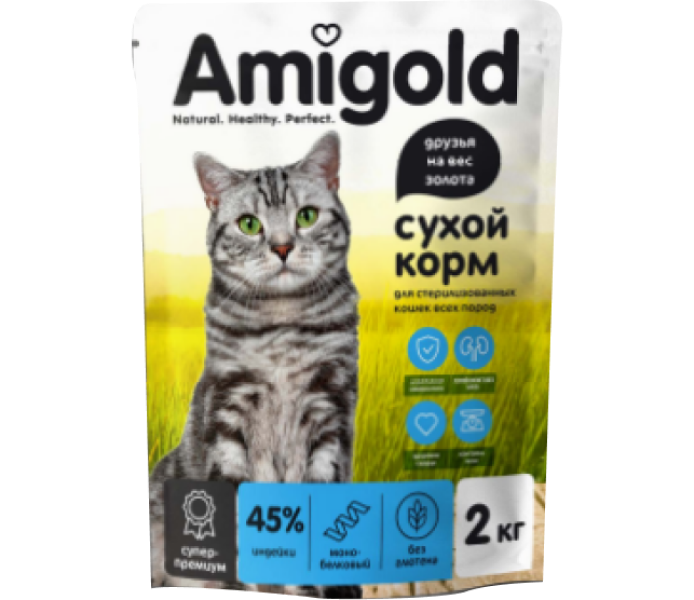 Amigold
Natural. Healthy. Perfect.
друзья
на вес
золота
сухой
корм
для стерилизованных
кошек всех пород
45%
индейки
моно-
белковый
без
глютена
2 кг
супер-
премиум